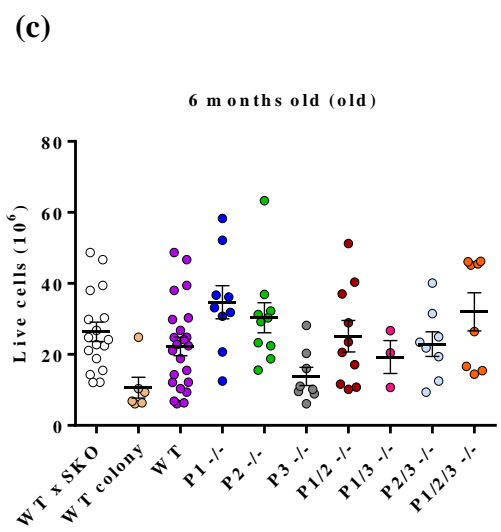 (c)
6 months old (old)
Live cells (10⁶)
80
60
40
20
0
WT x SKO
WT colony
WT
P1 -/-
P2 -/-
P3 -/-
P1/2 -/-
P1/3 -/-
P2/3 -/-
P1/2/3 -/-